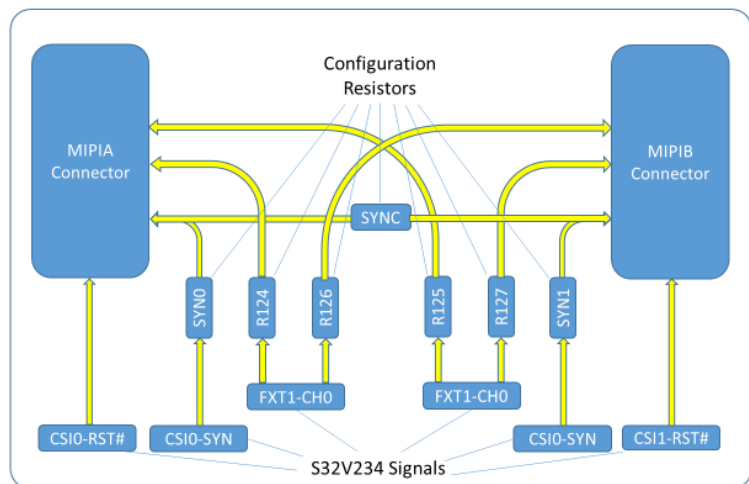 Configuration
Resistors
MIPIA
Connector
MIPIB
Connector
SYNC
SYN0
R124
R126
R125
R127
SYN1
FXT1-CH0
FXT1-CH0
CSI0-RST#
CSI0-SYN
CSI0-SYN
CSI1-RST#
S32V234 Signals